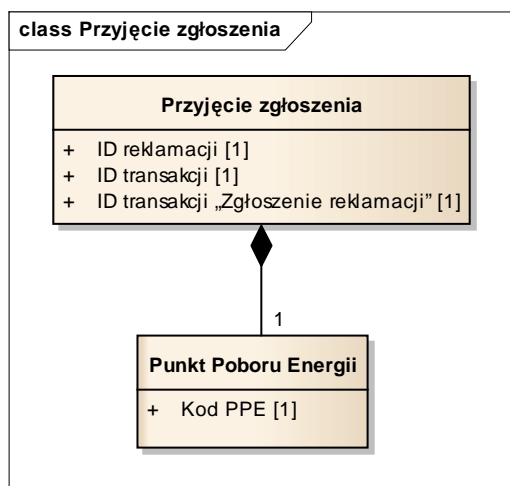 class Przyjęcie zgłoszenia
Przyjęcie zgłoszenia
+ ID reklamacji [1]
+ ID transakcji [1]
+ ID transakcji „Zgłoszenie reklamacji” [1]
1
Punkt Poboru Energii
+ Kod PPE [1]